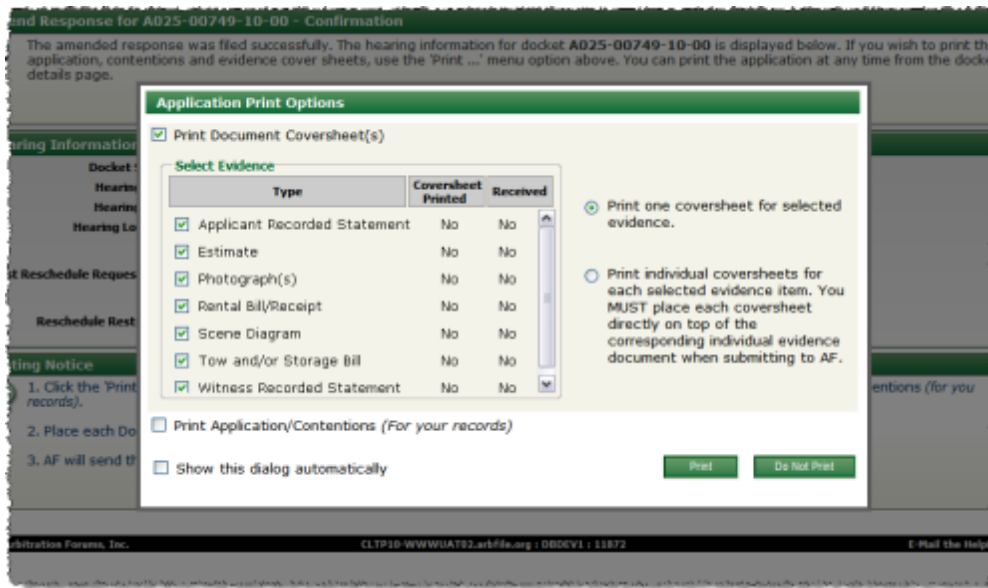 end Response for A025-00749-10-00 - Confirmation
The amended response was filed successfully. The hearing information for docket A025-00749-10-00 is displayed below. If you wish to print th
application, contentions and evidence cover sheets, use the 'Print ...' menu option above. You can print the application at any time from the docke
details page.
Application Print Options
Print Document Coversheet(s)
Select Evidence
Type Coversheet Printed Received
Applicant Recorded Statement No No
Estimate No No
Photograph(s) No No
Rental Bill/Receipt No No
Scene Diagram No No
Tow and/or Storage Bill No No
Witness Recorded Statement No No
Print one coversheet for selected
evidence.
Print individual coversheets for
each selected evidence item. You
MUST place each coversheet
directly on top of the
corresponding individual evidence
document when submitting to AF.
Print Application/Contentions (For your records)
Show this dialog automatically
Print Do Not Print
aring Information
Docket
Hearing
Hearing
Hearing Lo
st Reschedule Reques
Reschedule Rest
ting Notice
1. Click the 'Print
entions (for you
records).
2. Place each Do
3. AF will send th
rbitration Forums, Inc. CLTP10-WWWUAT02.arbfile.org : DBDEV1 : 11872 E-Mail the Help